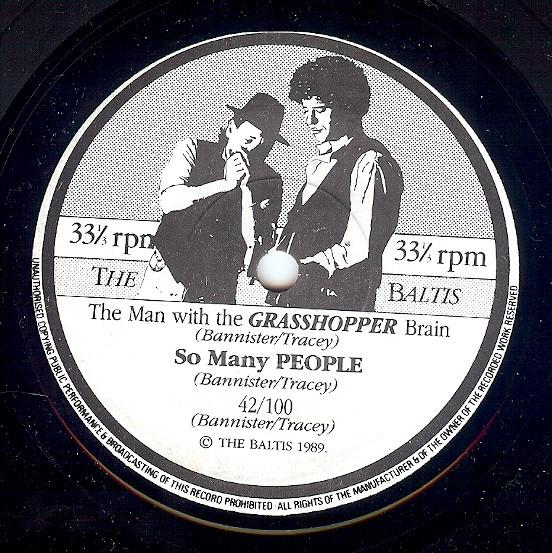 33⅓ rpm
33⅓ rpm
THE
BALTIS
The Man with the GRASSHOPPER Brain
(Bannister/Tracey)
So Many PEOPLE
(Bannister/Tracey)
42/100
(Bannister/Tracey)
© THE BALTIS 1989.
UNAUTHORISED COPYING PUBLIC PERFORMANCE & BROADCASTING OF THIS RECORD PROHIBITED · ALL RIGHTS OF THE MANUFACTURER & OF THE OWNER OF THE RECORDED WORK RESERVED